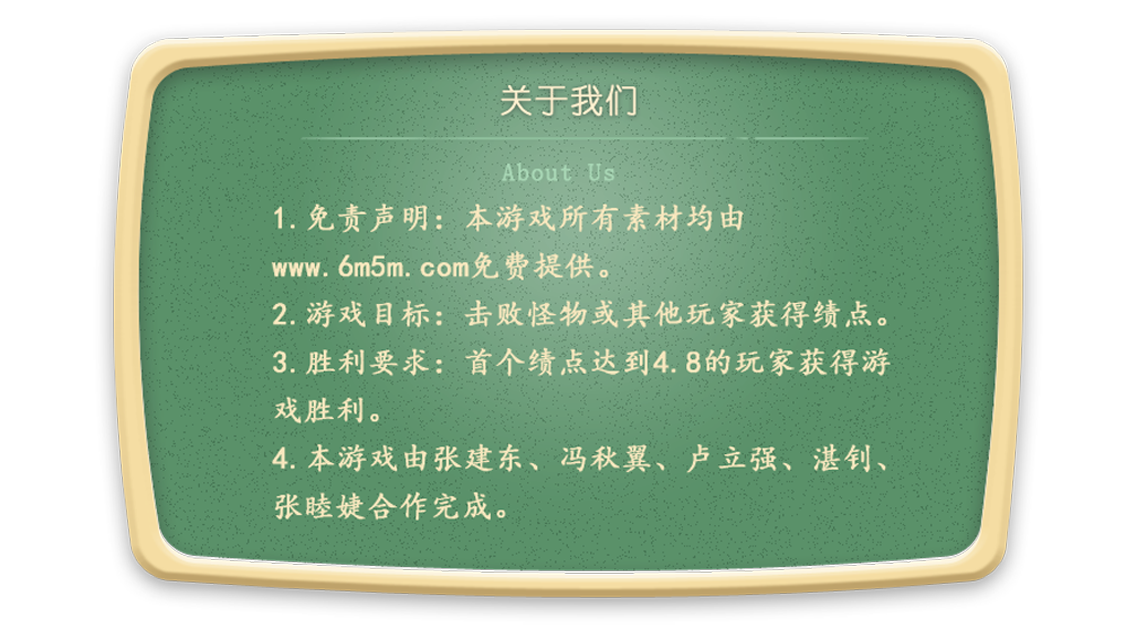 关于我们
About Us
1.免责声明：本游戏所有素材均由
www.6m5m.com免费提供。
2.游戏目标：击败怪物或其他玩家获得绩点。
3.胜利要求：首个绩点达到4.8的玩家获得游
戏胜利。
4.本游戏由张建东、冯秋翼、卢立强、湛钊、
张睦婕合作完成。